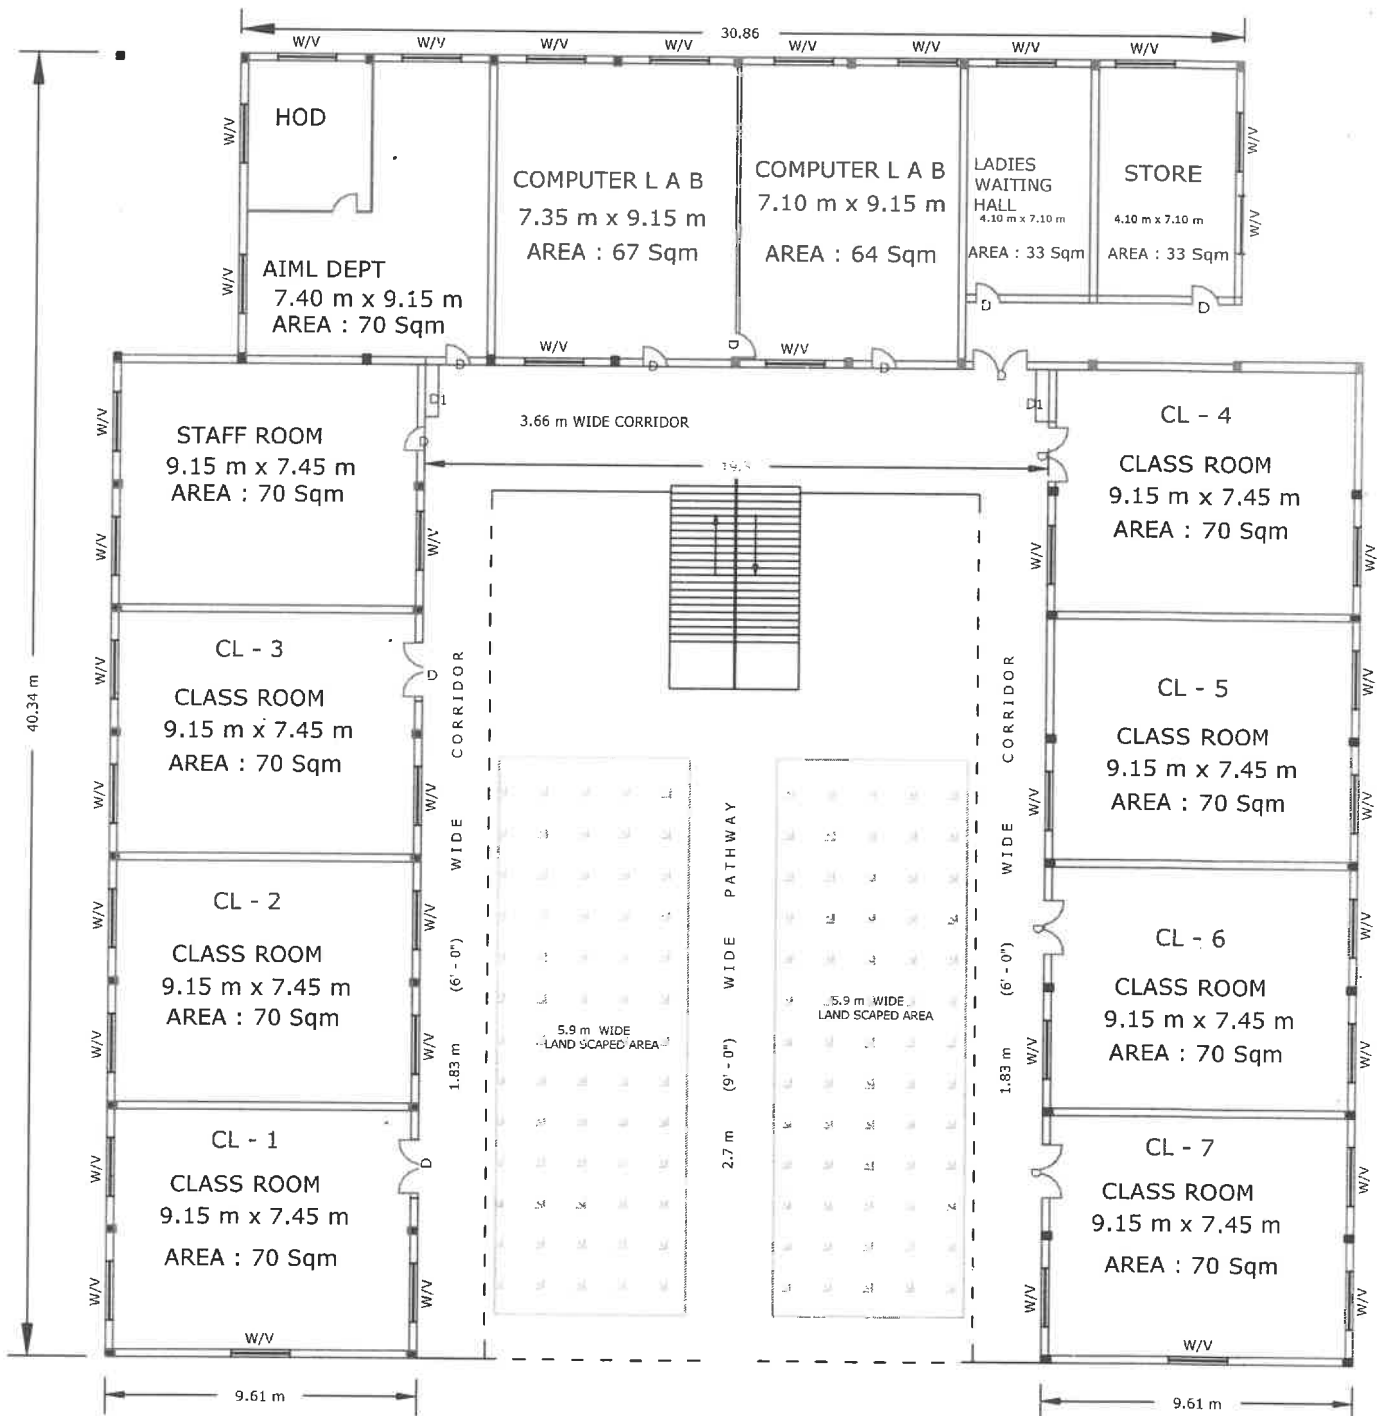 30.86
W/V W/V W/V W/V W/V W/V W/V W/V
HOD
W/V
W/V
COMPUTER L A B
7.35 m x 9.15 m
AREA : 67 Sqm
COMPUTER L A B
7.10 m x 9.15 m
AREA : 64 Sqm
LADIES
WAITING
HALL
4.10 m x 7.10 m
AREA : 33 Sqm
STORE
4.10 m x 7.10 m
AREA : 33 Sqm
W/V
W/V
AIML DEPT
7.40 m x 9.15 m
AREA : 70 Sqm
W/V
D
D
W/V
W/V
D
D
D
D
D
D
D1
3.66 m WIDE CORRIDOR
D1
40.34 m
STAFF ROOM
9.15 m x 7.45 m
AREA : 70 Sqm
W/V
W/V
W/V
D
CL - 4
CLASS ROOM
9.15 m x 7.45 m
AREA : 70 Sqm
D
W/V
W/V
CL - 3
CLASS ROOM
9.15 m x 7.45 m
AREA : 70 Sqm
W/V
W/V
W/V
D
CL - 5
CLASS ROOM
9.15 m x 7.45 m
AREA : 70 Sqm
W/V
W/V
W/V
1.83 m (6' - 0") WIDE CORRIDOR
2.7 m (9' - 0") WIDE PATHWAY
1.83 m (6' - 0") WIDE CORRIDOR
CL - 2
CLASS ROOM
9.15 m x 7.45 m
AREA : 70 Sqm
W/V
W/V
W/V
W/V
5.9 m WIDE
LAND SCAPED AREA
5.9 m WIDE
LAND SCAPED AREA
CL - 6
CLASS ROOM
9.15 m x 7.45 m
AREA : 70 Sqm
D
W/V
W/V
W/V
CL - 1
CLASS ROOM
9.15 m x 7.45 m
AREA : 70 Sqm
W/V
W/V
W/V
D
W/V
CL - 7
CLASS ROOM
9.15 m x 7.45 m
AREA : 70 Sqm
D
W/V
W/V
W/V
W/V
9.61 m
9.61 m